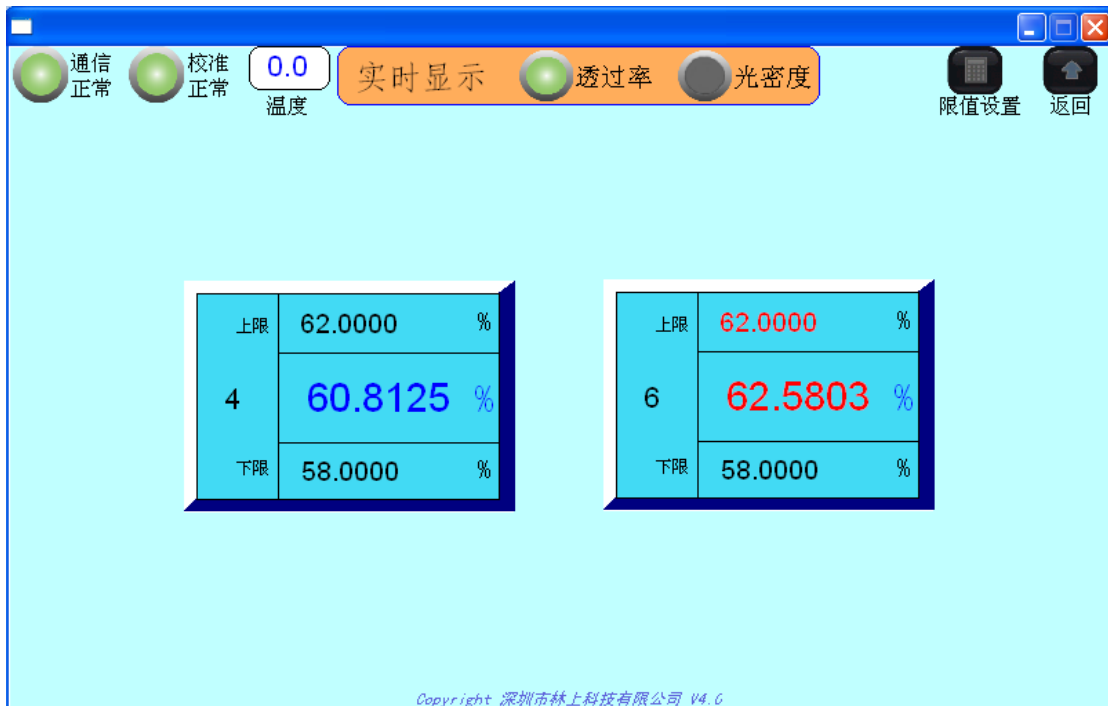 通信
正常
校准
正常
0.0
温度
实时显示
透过率
光密度
限值设置
返回
上限 62.0000 %
4 60.8125 %
下限 58.0000 %
上限 62.0000 %
6 62.5803 %
下限 58.0000 %
Copyright 深圳市林上科技有限公司